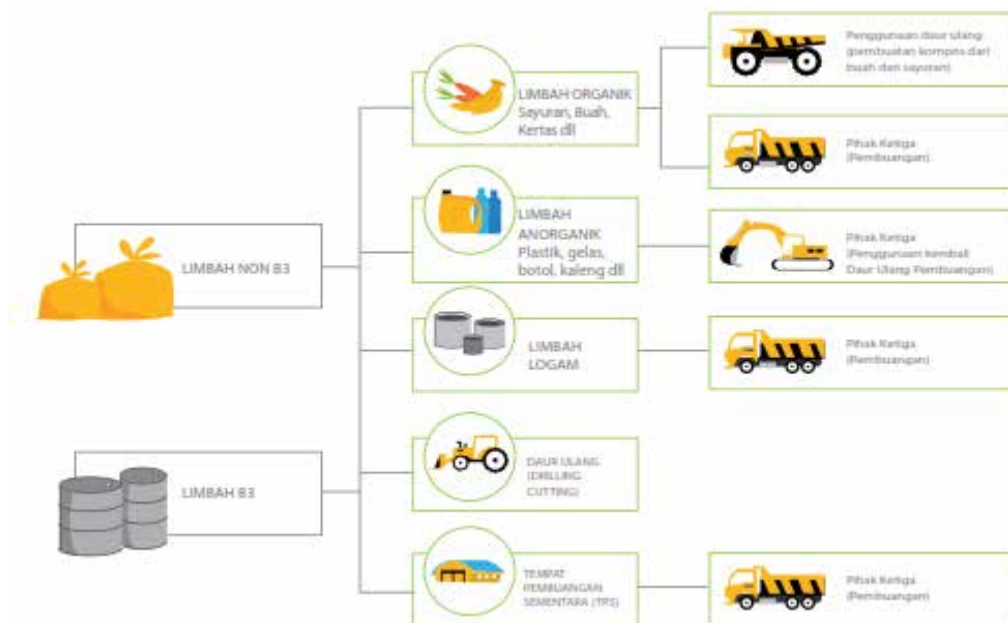 LIMBAH NON B3
LIMBAH B3
LIMBAH ORGANIK
Sayuran, Buah,
Kertas dll
LIMBAH
ANORGANIK
Plastik, gelas,
botol, kaleng dll
LIMBAH
LOGAM
DAUR ULANG
(DRILLING
CUTTING)
TEMPAT
PEMBUANGAN
SEMENTARA (TPS)
Penggunaan daur ulang
(pembuatan kompos dari
buah dan sayuran)
Pihak Ketiga
(Pembuangan)
Pihak Ketiga
(Penggunaan kembali
Daur Ulang Pembuangan)
Pihak Ketiga
(Pembuangan)
Pihak Ketiga
(Pembuangan)